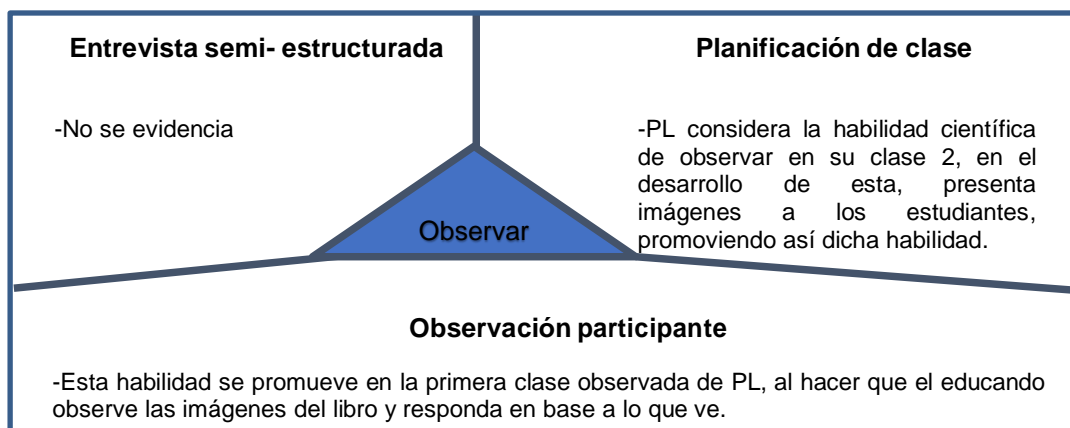 Entrevista semi- estructurada
-No se evidencia
Planificación de clase
-PL considera la habilidad científica
de observar en su clase 2, en el
desarrollo de esta, presenta
imágenes a los estudiantes,
promoviendo así dicha habilidad.
Observar
Observación participante
-Esta habilidad se promueve en la primera clase observada de PL, al hacer que el educando
observe las imágenes del libro y responda en base a lo que ve.